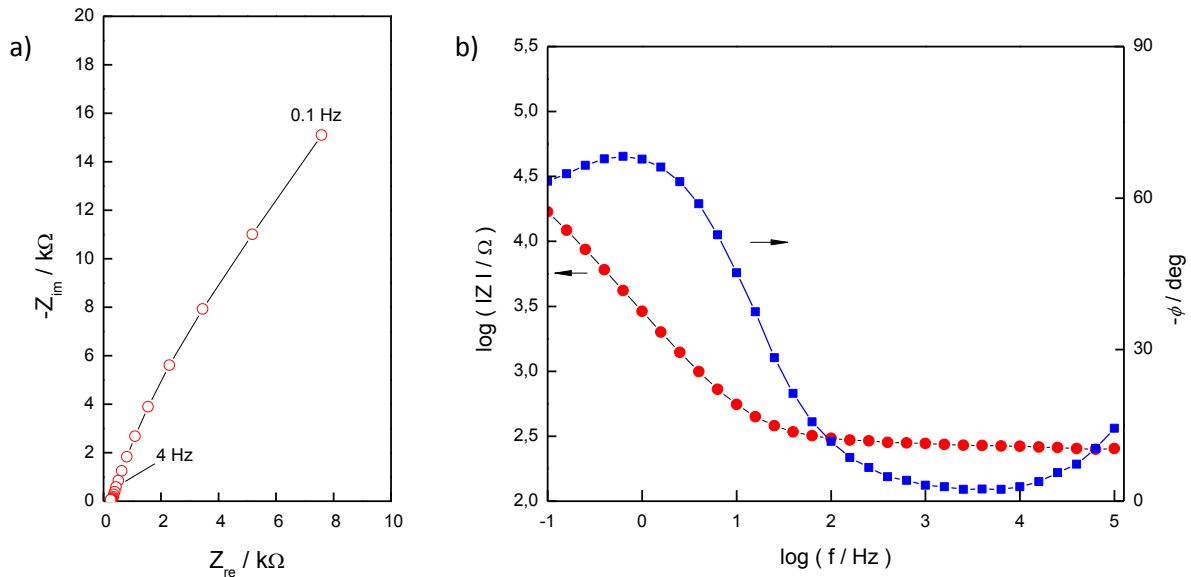 a)
20
18
16
14
12
10
8
6
4
2
0
0 2 4 6 8 10
-Z_im / kΩ
Z_re / kΩ
0.1 Hz
4 Hz
b)
5,5
5,0
4,5
4,0
3,5
3,0
2,5
2,0
-1 0 1 2 3 4 5
log ( |Z | / Ω )
log ( f / Hz )
90
60
30
0
-ϕ / deg